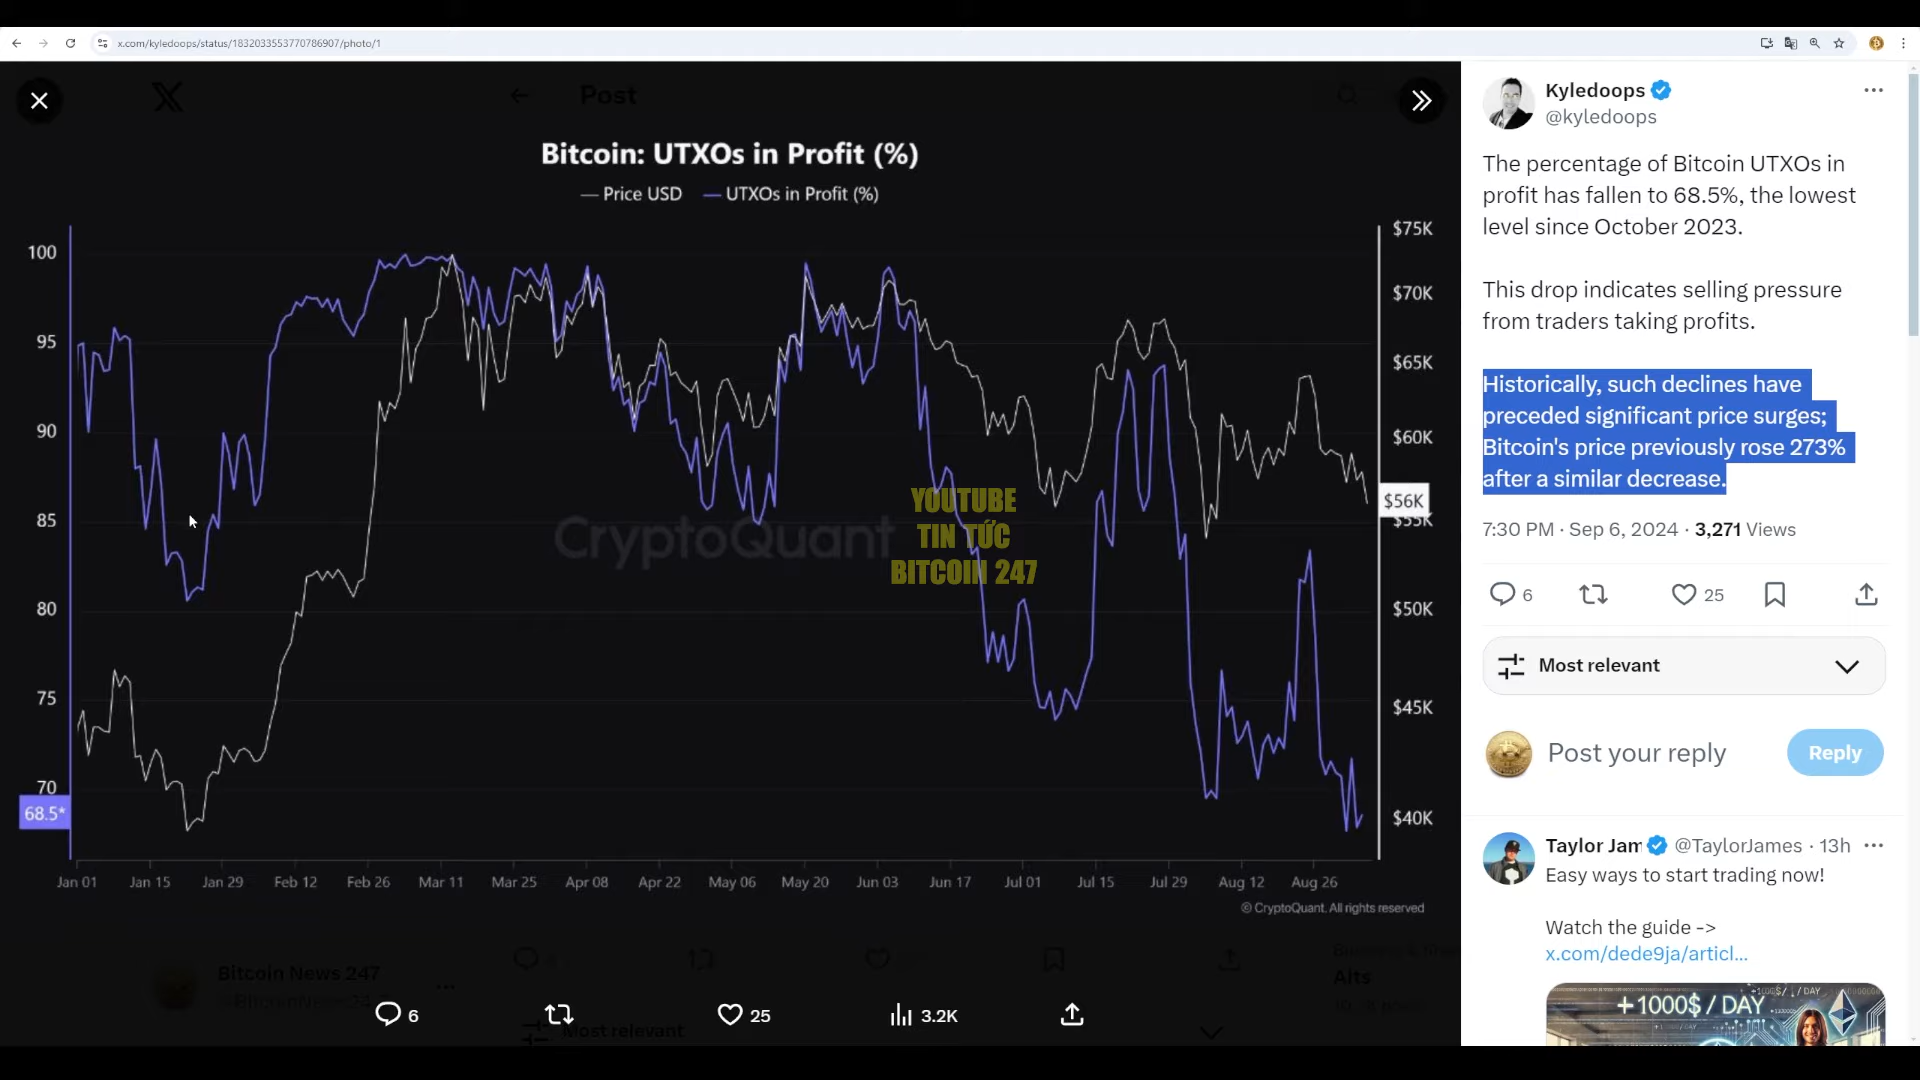 x.com/kyledoops/status/1832033553770786907/photo/1
Post
Bitcoin: UTXOs in Profit (%)
Price USD
UTXOs in Profit (%)
100
95
90
85
80
75
70
68.5*
$75K
$70K
$65K
$60K
$56K
$55K
$50K
$45K
$40K
CryptoQuant
YOUTUBE
TIN TỨC
BITCOIN 247
Jan 01 Jan 15 Jan 29 Feb 12 Feb 26 Mar 11 Mar 25 Apr 08 Apr 22 May 06 May 20 Jun 03 Jun 17 Jul 01 Jul 15 Jul 29 Aug 12 Aug 26
© CryptoQuant. All rights reserved
Bitcoin News 247
Alts
Most relevant
6
25
3.2K
Kyledoops
@kyledoops
The percentage of Bitcoin UTXOs in
profit has fallen to 68.5%, the lowest
level since October 2023.
This drop indicates selling pressure
from traders taking profits.
Historically, such declines have
preceded significant price surges;
Bitcoin's price previously rose 273%
after a similar decrease.
7:30 PM · Sep 6, 2024 · 3,271 Views
6
25
Most relevant
Post your reply
Reply
Taylor Jam @TaylorJames · 13h
Easy ways to start trading now!
Watch the guide ->
x.com/dede9ja/articl...
+1000$ / DAY